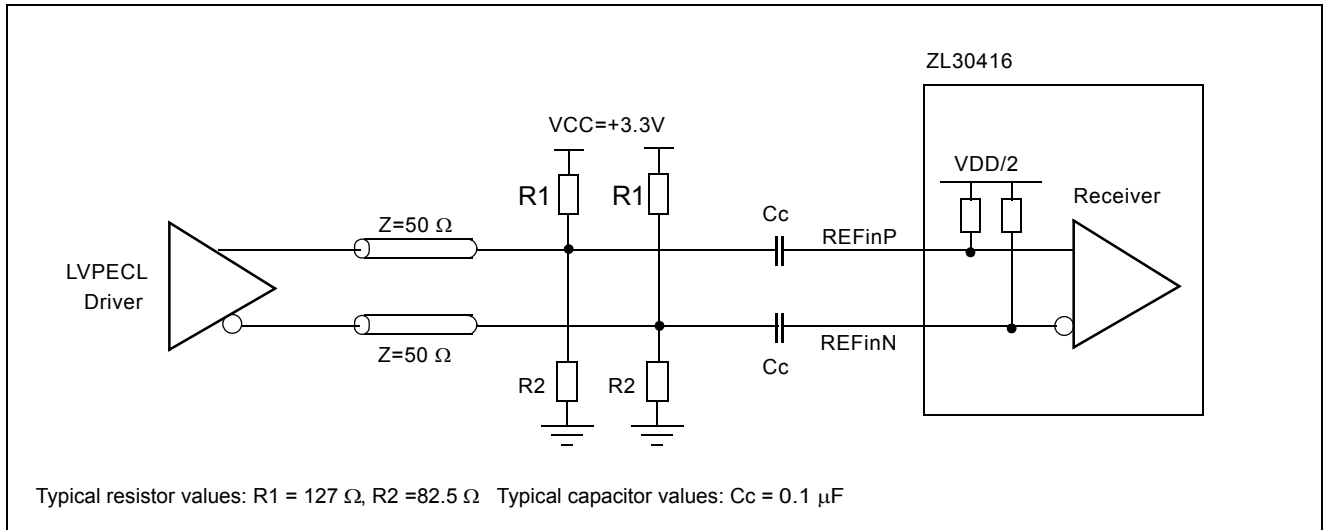 ZL30416
VCC=+3.3V
VDD/2
R1
R1
Receiver
Cc
Z=50 Ω
REFinP
LVPECL
Driver
Z=50 Ω
REFinN
Cc
R2
R2
Typical resistor values: R1 = 127 Ω, R2 =82.5 Ω Typical capacitor values: Cc = 0.1 μF